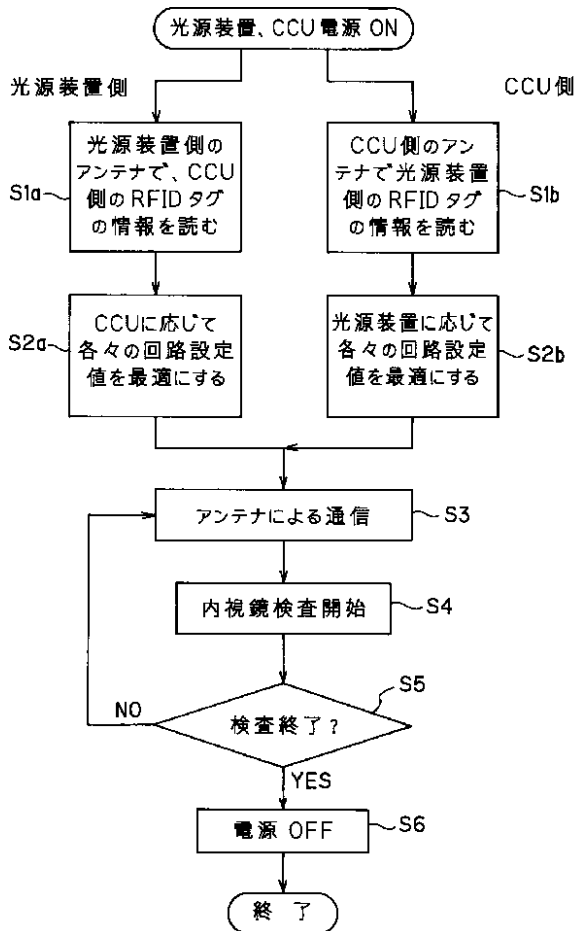 光源装置、CCU電源ON
光源装置側
CCU側
S1a
光源装置側の
アンテナで、CCU
側のRFIDタグ
の情報を読む
CCU側のアン
テナで光源装置
側のRFIDタグ
の情報を読む
S1b
S2a
CCUに応じて
各々の回路設定
値を最適にする
光源装置に応じて
各々の回路設定
値を最適にする
S2b
アンテナによる通信
S3
内視鏡検査開始
S4
S5
NO
検査終了?
YES
電源 OFF
S6
終了